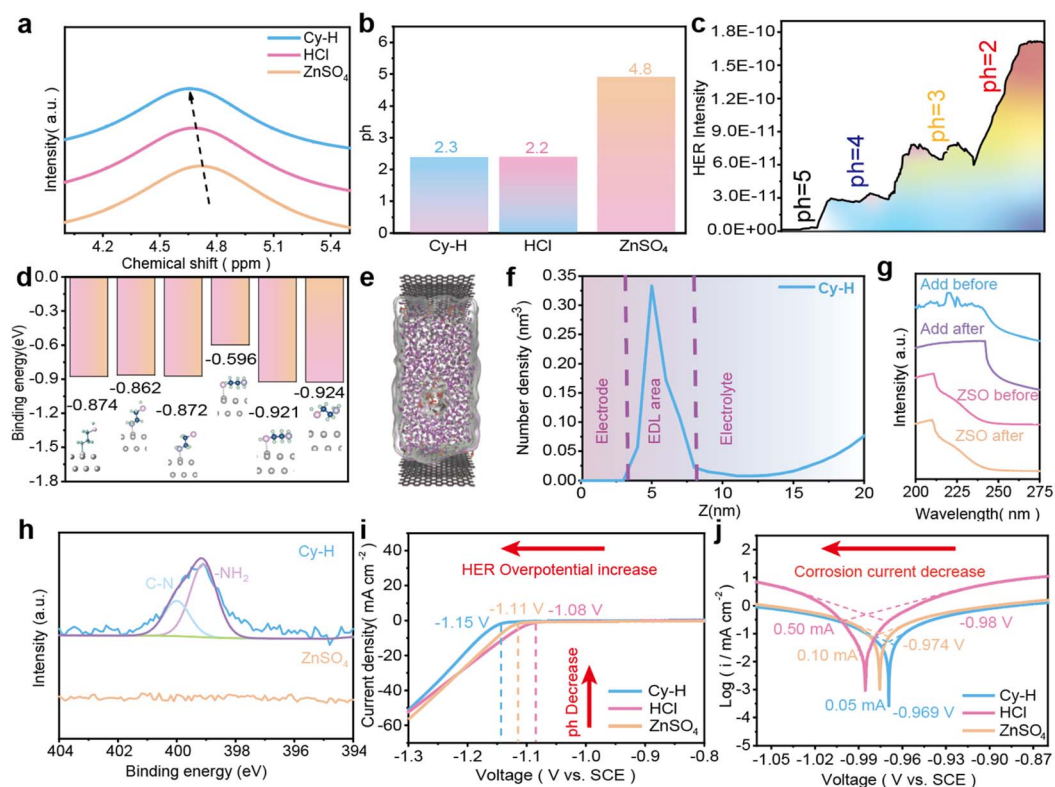 a
Cy-H
HCl
ZnSO₄
Intensity( a.u. )
4.2 4.5 4.8 5.1 5.4
Chemical shift ( ppm )
b
ph
6
5
4
3
2
1
0
2.3
2.2
4.8
Cy-H HCl ZnSO₄
c
HER Intensity
1.8E-10
1.5E-10
1.2E-10
9.0E-11
6.0E-11
3.0E-11
0.0E+00
ph=5
ph=4
ph=3
ph=2
d
Binding energy(eV)
0.0
-0.3
-0.6
-0.9
-1.2
-1.5
-1.8
-0.874
-0.862
-0.872
-0.596
-0.921
-0.924
e
f
Number density (nm⁻³)
0.35
0.30
0.25
0.20
0.15
0.10
0.05
0.00
Cy-H
Electrode
EDL area
Electrolyte
0 5 10 15 20
Z(nm)
g
Intensity( a.u. )
Add before
Add after
ZSO before
ZSO after
200 225 250 275
Wavelength( nm)
h
Intensity (a.u.)
Cy-H
C-N
-NH₂
ZnSO₄
404 402 400 398 396 394
Binding energy (eV)
i
Current density( mA cm⁻²)
40
20
0
-20
-40
-60
HER Overpotential increase
-1.15 V
-1.11 V
-1.08 V
ph Decrease
Cy-H
HCl
ZnSO₄
-1.3 -1.2 -1.1 -1.0 -0.9 -0.8
Voltage ( V vs. SCE )
j
Log ( i / mA cm⁻²)
2
1
0
-1
-2
-3
-4
-5
Corrosion current decrease
0.50 mA
0.10 mA
0.05 mA
-0.98 V
-0.974 V
-0.969 V
Cy-H
HCl
ZnSO₄
-1.05 -1.02 -0.99 -0.96 -0.93 -0.90 -0.87
Voltage ( V vs. SCE )